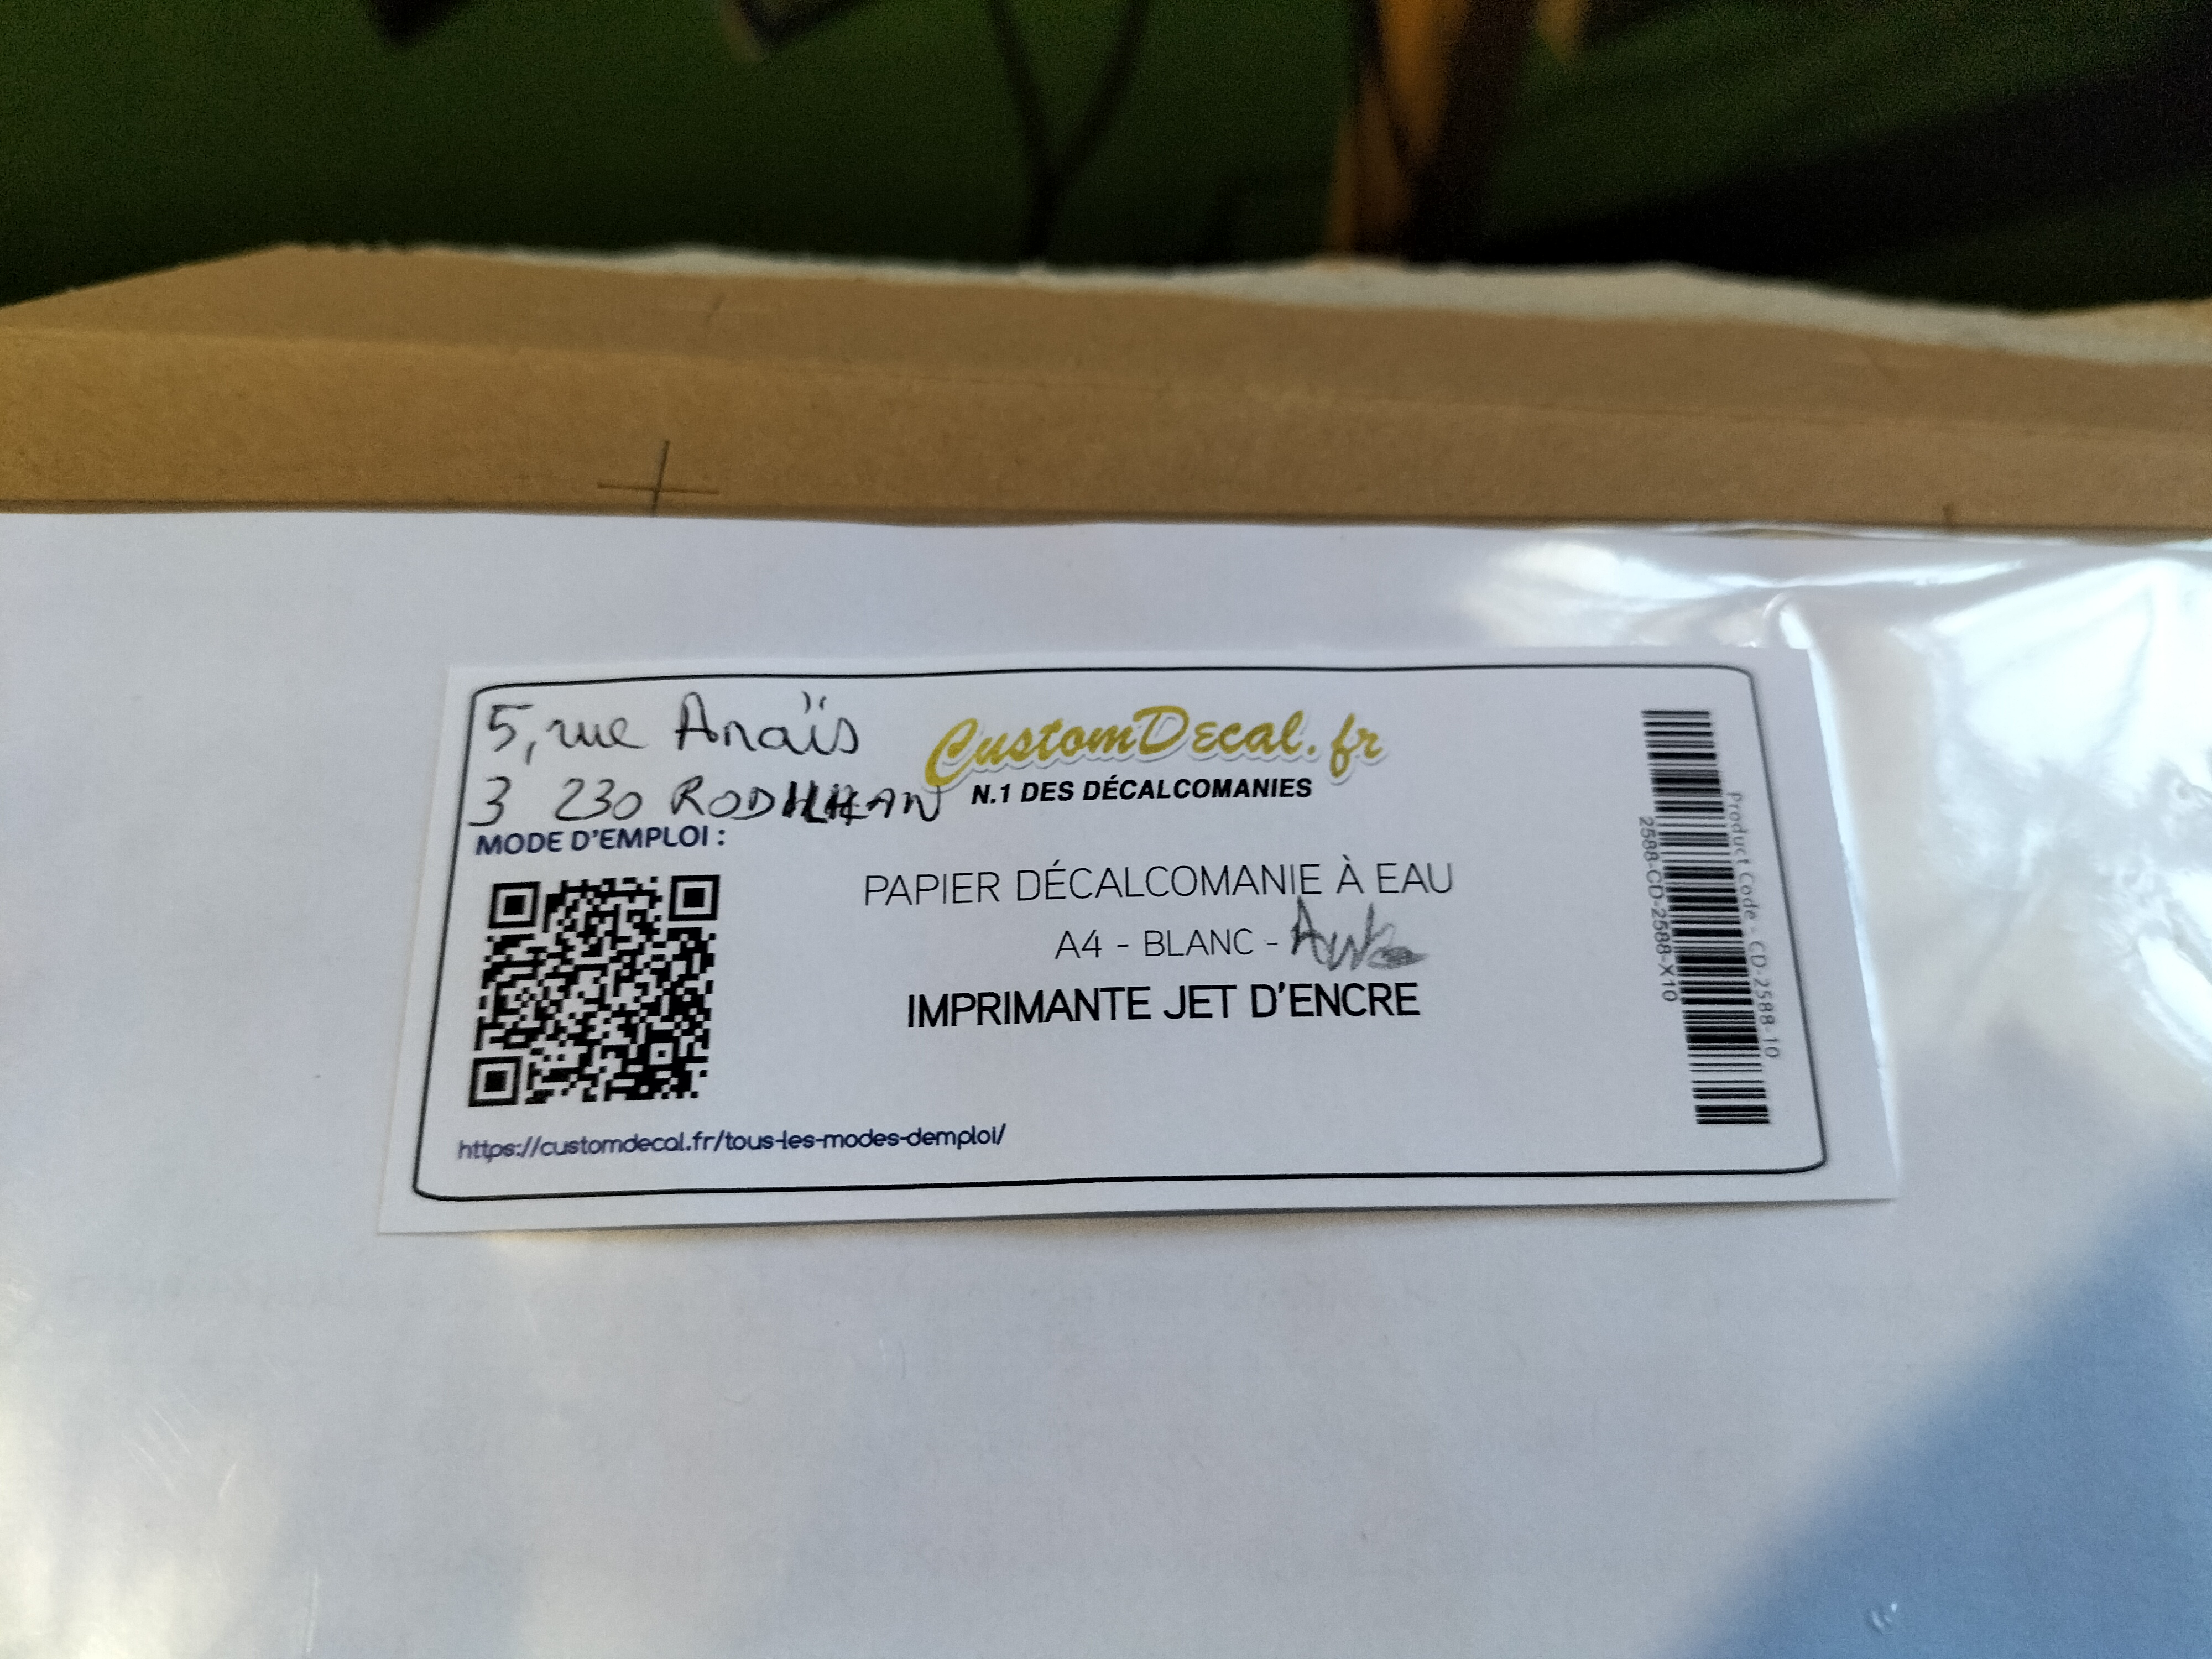 5, rue Anaïs
3 230 RODILHAN
CustomDecal.fr
N.1 DES DÉCALCOMANIES
MODE D'EMPLOI :
PAPIER DÉCALCOMANIE À EAU
A4 - BLANC -
IMPRIMANTE JET D'ENCRE
https://customdecal.fr/tous-les-modes-demploi/
Product Code - CD-2588-10
2588-CD-2588-X10